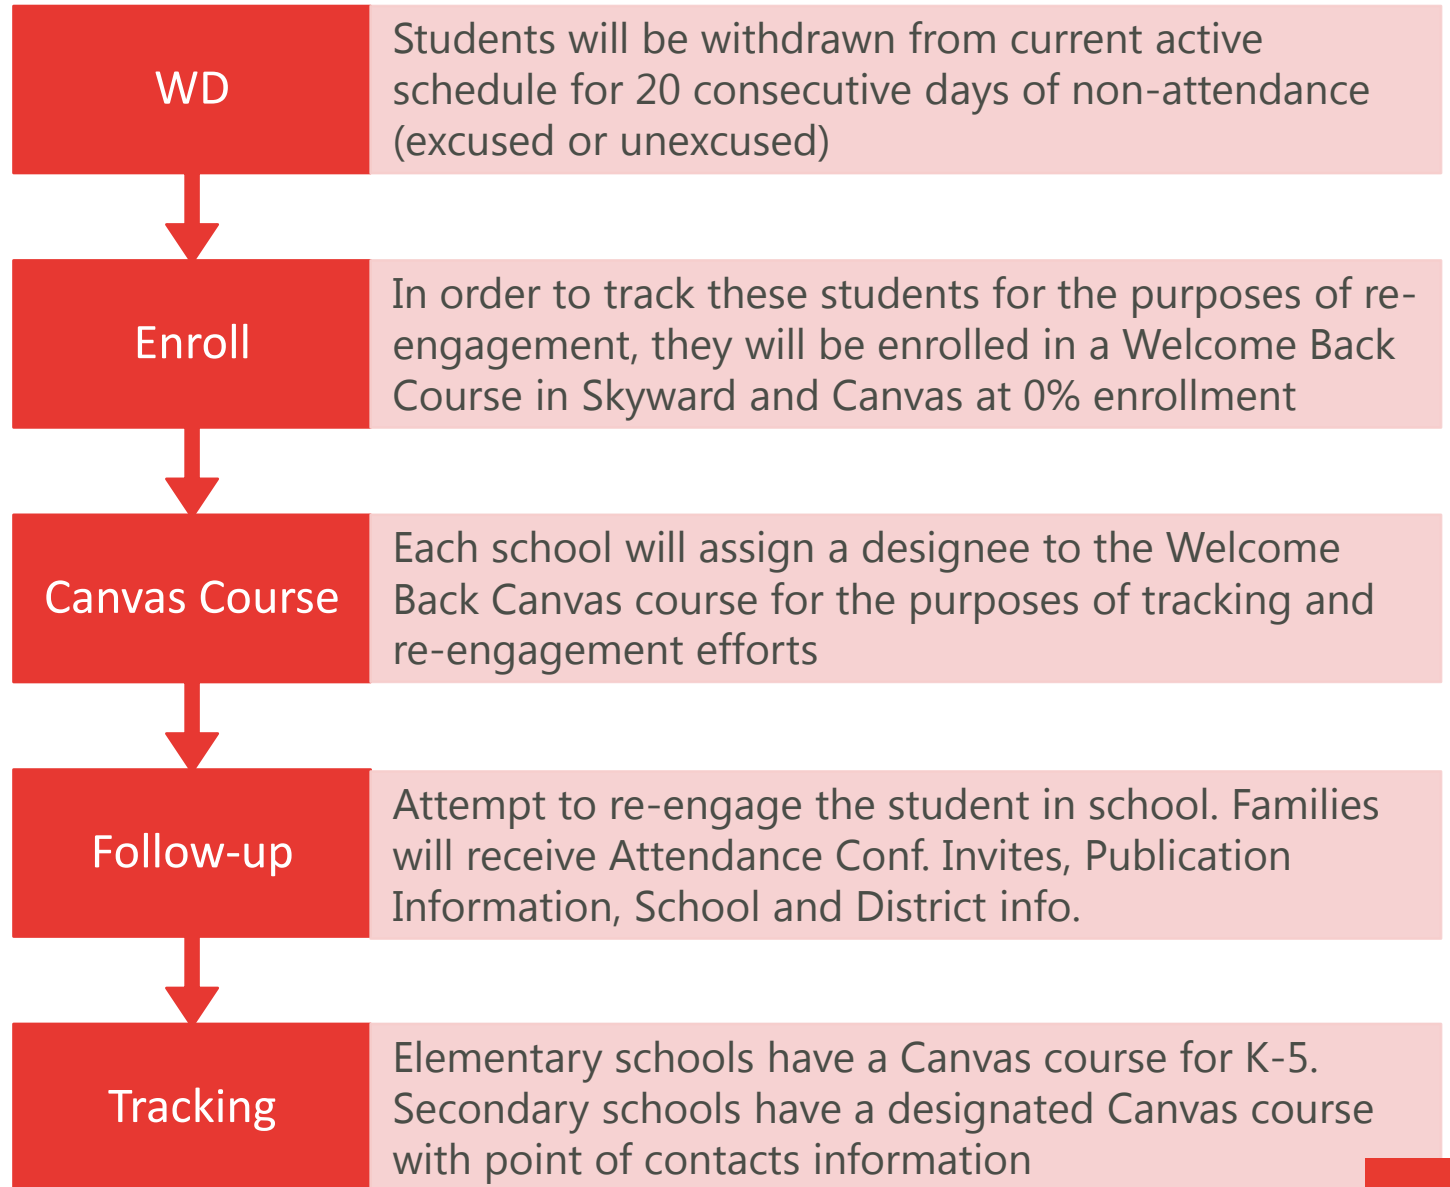 WD
Students will be withdrawn from current active
schedule for 20 consecutive days of non-attendance
(excused or unexcused)
Enroll
In order to track these students for the purposes of re-
engagement, they will be enrolled in a Welcome Back
Course in Skyward and Canvas at 0% enrollment
Canvas Course
Each school will assign a designee to the Welcome
Back Canvas course for the purposes of tracking and
re-engagement efforts
Follow-up
Attempt to re-engage the student in school. Families
will receive Attendance Conf. Invites, Publication
Information, School and District info.
Tracking
Elementary schools have a Canvas course for K-5.
Secondary schools have a designated Canvas course
with point of contacts information